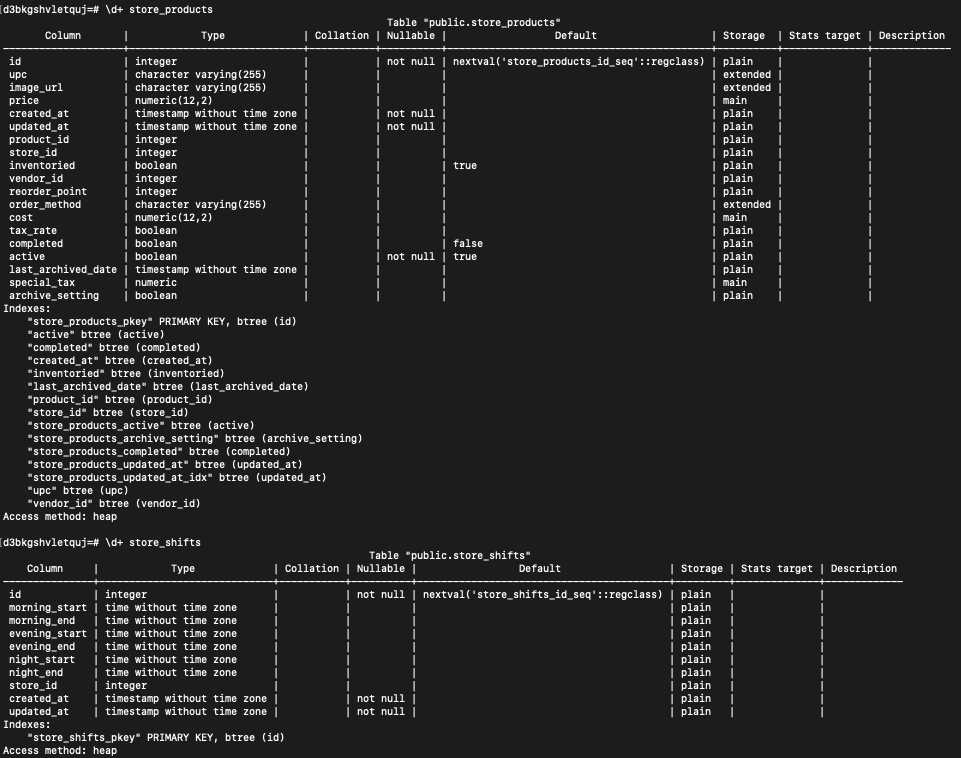 [d3bkgshvletquj=# \d+ store_products
Table "public.store_products"
Column | Type | Collation | Nullable | Default | Storage | Stats target | Description
id | integer | | not null | nextval('store_products_id_seq'::regclass) | plain | |
upc | character varying(255) | | | | extended | |
image_url | character varying(255) | | | | extended | |
price | numeric(12,2) | | | | main | |
created_at | timestamp without time zone | | not null | | plain | |
updated_at | timestamp without time zone | | not null | | plain | |
product_id | integer | | | | plain | |
store_id | integer | | | | plain | |
inventoried | boolean | | | true | plain | |
vendor_id | integer | | | | plain | |
reorder_point | integer | | | | plain | |
order_method | character varying(255) | | | | extended | |
cost | numeric(12,2) | | | | main | |
tax_rate | boolean | | | | plain | |
completed | boolean | | | false | plain | |
active | boolean | | not null | true | plain | |
last_archived_date | timestamp without time zone | | | | plain | |
special_tax | numeric | | | | main | |
archive_setting | boolean | | | | plain | |
Indexes:
"store_products_pkey" PRIMARY KEY, btree (id)
"active" btree (active)
"completed" btree (completed)
"created_at" btree (created_at)
"inventoried" btree (inventoried)
"last_archived_date" btree (last_archived_date)
"product_id" btree (product_id)
"store_id" btree (store_id)
"store_products_active" btree (active)
"store_products_archive_setting" btree (archive_setting)
"store_products_completed" btree (completed)
"store_products_updated_at" btree (updated_at)
"store_products_updated_at_idx" btree (updated_at)
"upc" btree (upc)
"vendor_id" btree (vendor_id)
Access method: heap
[d3bkgshvletquj=# \d+ store_shifts
Table "public.store_shifts"
Column | Type | Collation | Nullable | Default | Storage | Stats target | Description
id | integer | | not null | nextval('store_shifts_id_seq'::regclass) | plain | |
morning_start | time without time zone | | | | plain | |
morning_end | time without time zone | | | | plain | |
evening_start | time without time zone | | | | plain | |
evening_end | time without time zone | | | | plain | |
night_start | time without time zone | | | | plain | |
night_end | time without time zone | | | | plain | |
store_id | integer | | | | plain | |
created_at | timestamp without time zone | | not null | | plain | |
updated_at | timestamp without time zone | | not null | | plain | |
Indexes:
"store_shifts_pkey" PRIMARY KEY, btree (id)
Access method: heap